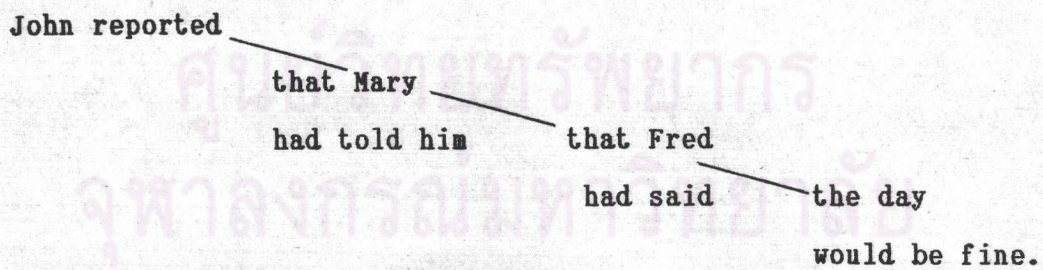 John reported
that Mary
had told him that Fred
had said the day
would be fine.
ศูนย์วิทยทรัพยากร
จุฬาลงกรณ์มหาวิทยาลัย